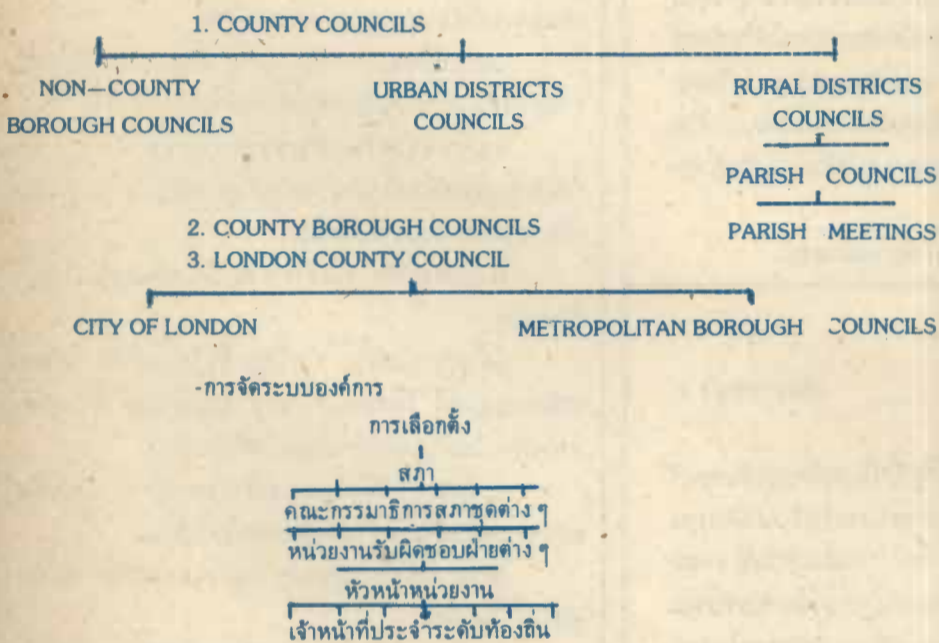 1. COUNTY COUNCILS
NON—COUNTY BOROUGH COUNCILS
URBAN DISTRICTS COUNCILS
RURAL DISTRICTS COUNCILS
PARISH COUNCILS
PARISH MEETINGS
2. COUNTY BOROUGH COUNCILS
3. LONDON COUNTY COUNCIL
CITY OF LONDON
METROPOLITAN BOROUGH COUNCILS
-การจัดระบบองค์การ
การเลือกตั้ง
สภา
คณะกรรมาธิการสภาชุดต่าง ๆ
หน่วยงานรับผิดชอบฝ่ายต่าง ๆ
หัวหน้าหน่วยงาน
เจ้าหน้าที่ประจำระดับท้องถิ่น